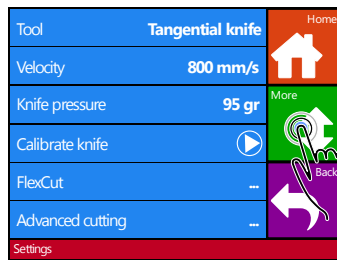 Tool Tangential knife
Velocity 800 mm/s
Knife pressure 95 gr
Calibrate knife
FlexCut ...
Advanced cutting ...
Settings
Home
More
Back